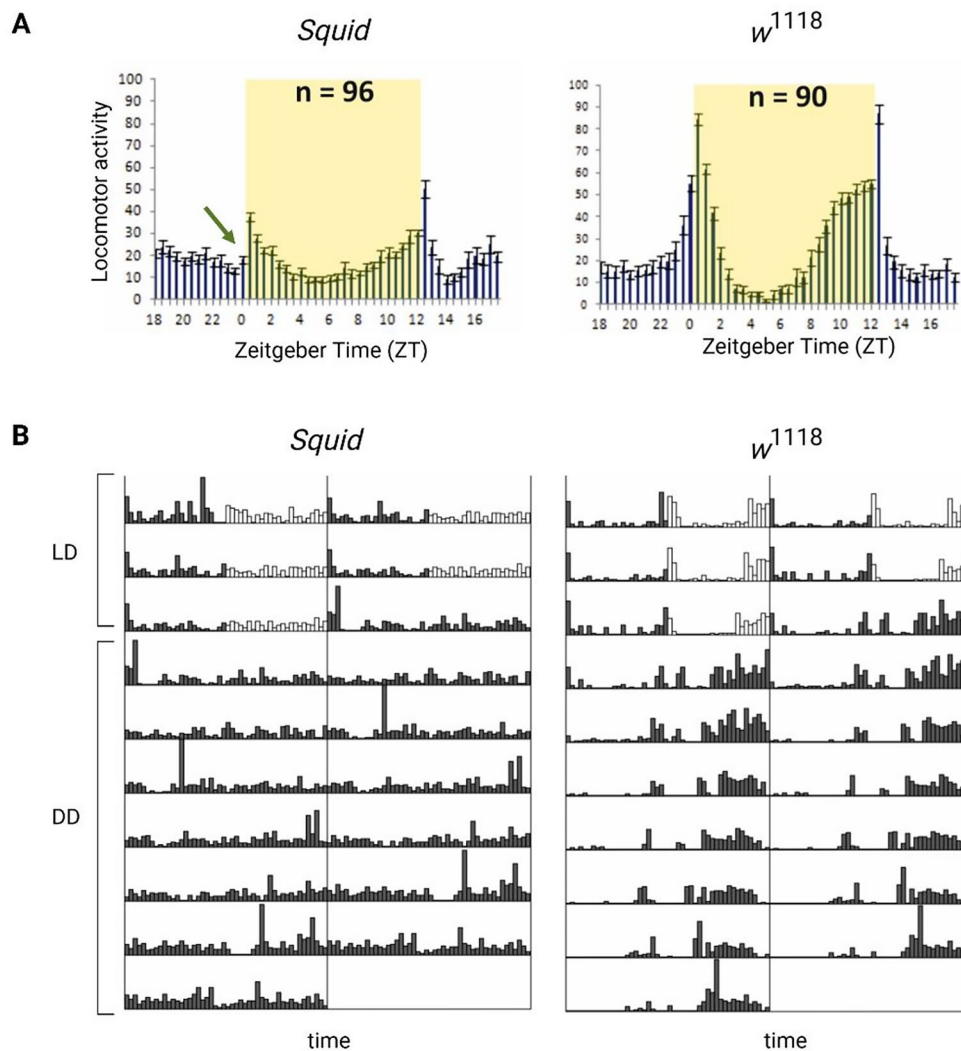 A
Squid
w1118
100
90
80
70
60
50
40
30
20
10
0
Locomotor activity
n = 96
18 20 22 0 2 4 6 8 10 12 14 16
Zeitgeber Time (ZT)
100
90
80
70
60
50
40
30
20
10
0
n = 90
18 20 22 0 2 4 6 8 10 12 14 16
Zeitgeber Time (ZT)
B
Squid
w1118
LD
DD
time
time